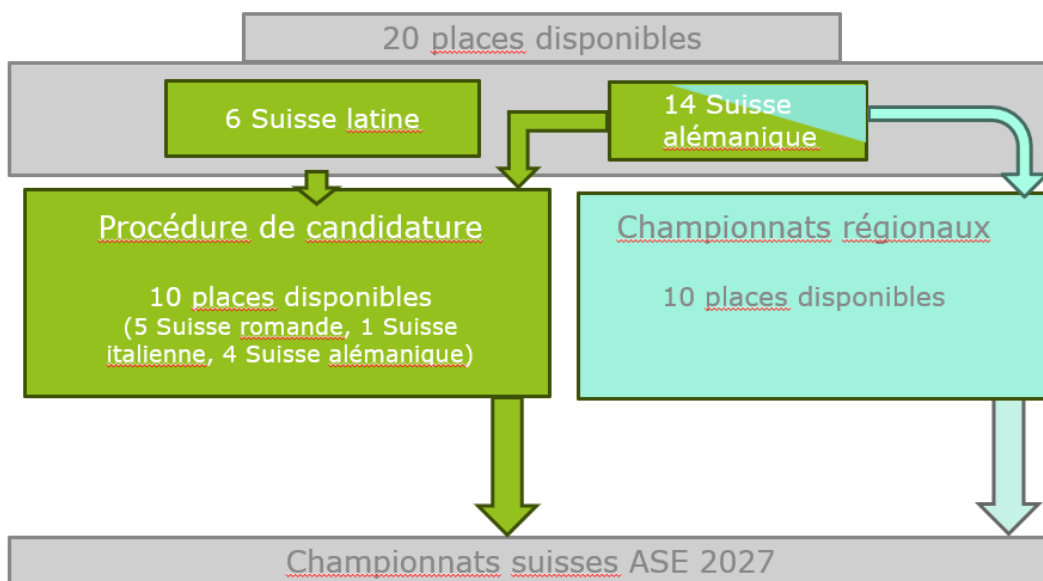 20 places disponibles
6 Suisse latine
14 Suisse
alémanique
Procédure de candidature
10 places disponibles
(5 Suisse romande, 1 Suisse
italienne, 4 Suisse alémanique)
Championnats régionaux
10 places disponibles
Championnats suisses ASE 2027